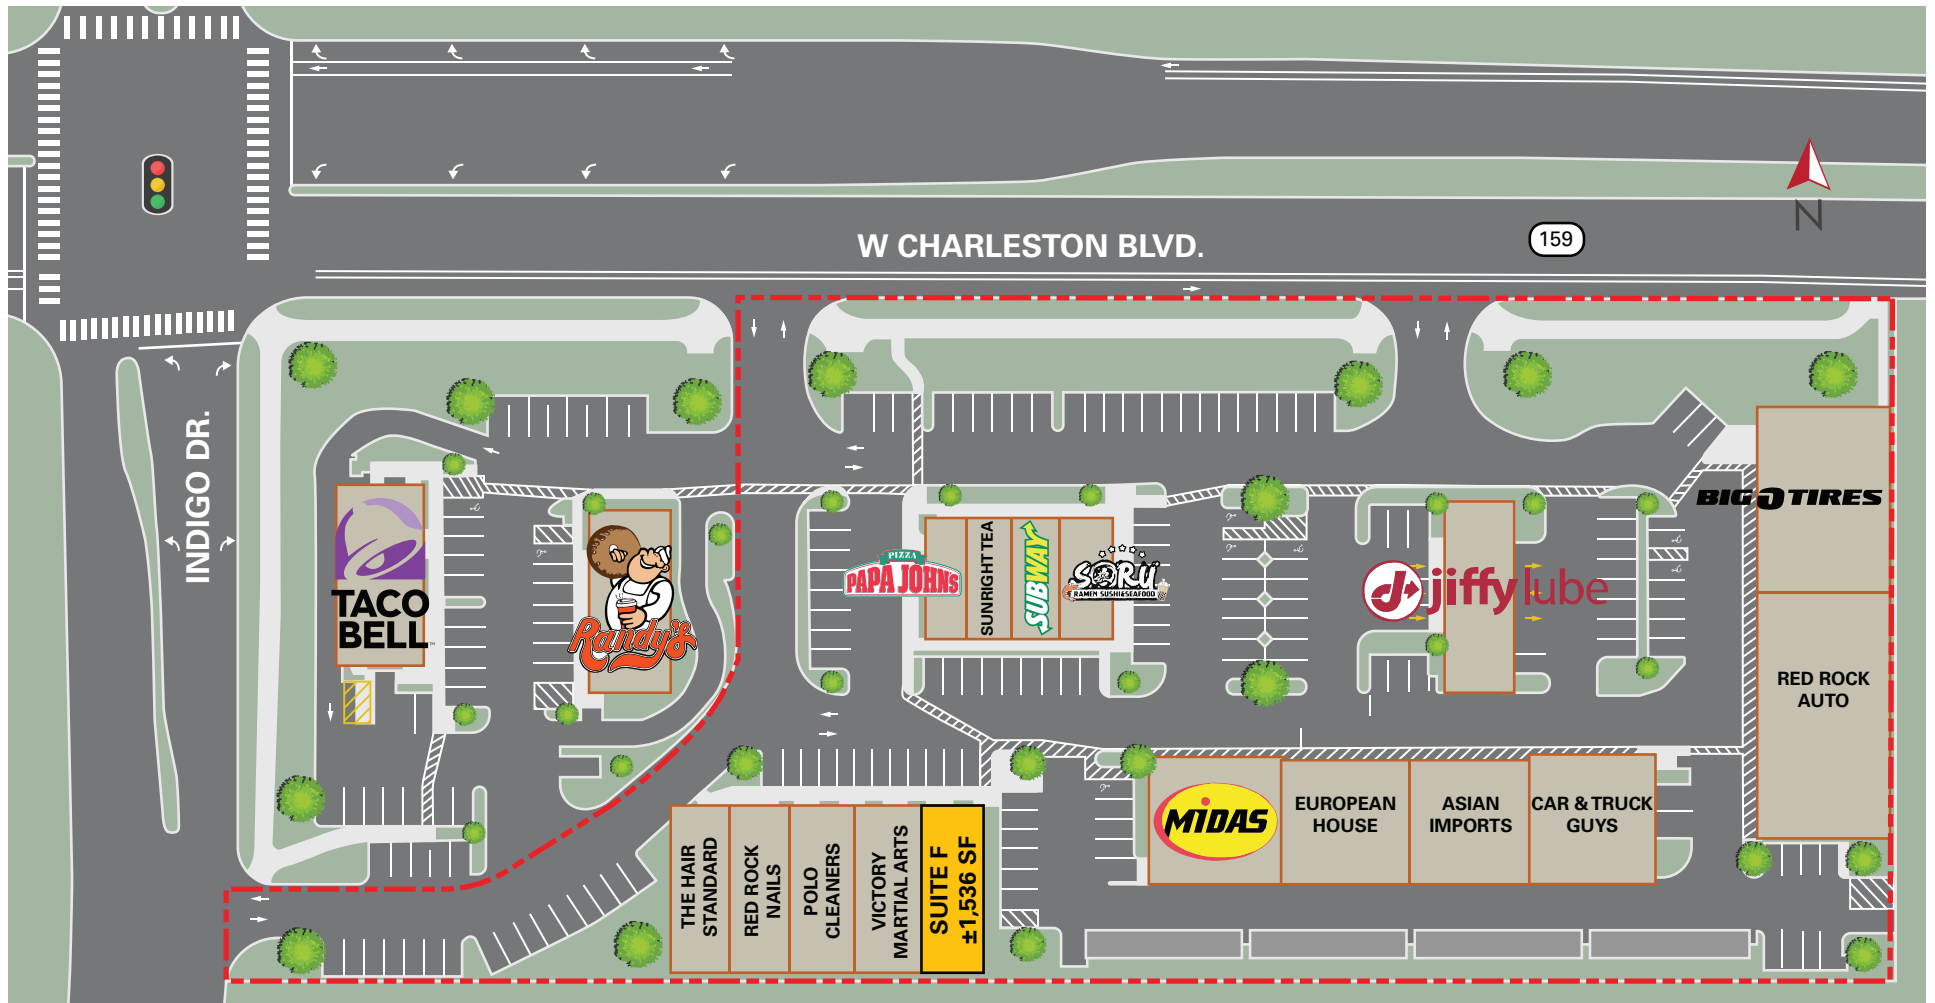 W CHARLESTON BLVD.
159
N
INDIGO DR.
TACO
BELL
Randy's
PIZZA
PAPA JOHNS
SUNRIGHT TEA
SUBWAY
SORU
RAMEN SUSHI & SEAFOOD
jiffy lube
BIG O TIRES
RED ROCK
AUTO
MIDAS
EUROPEAN
HOUSE
ASIAN
IMPORTS
CAR & TRUCK
GUYS
THE HAIR
STANDARD
RED ROCK
NAILS
POLO
CLEANERS
VICTORY
MARTIAL ARTS
SUITE F
±1,536 SF